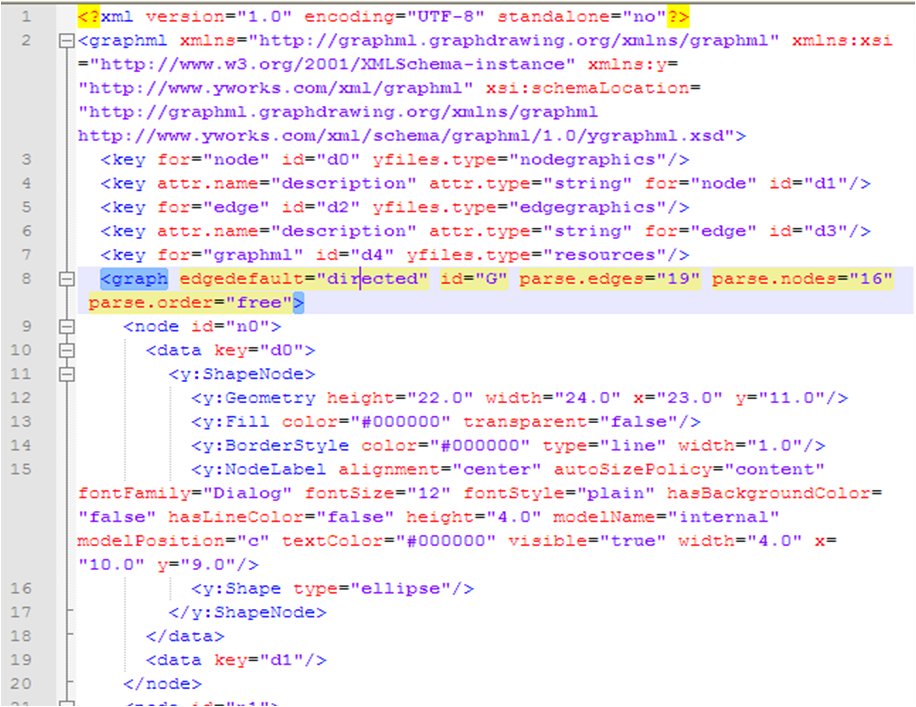 1 <?xml version="1.0" encoding="UTF-8" standalone="no"?>
2 <graphml xmlns="http://graphml.graphdrawing.org/xmlns/graphml" xmlns:xsi
="http://www.w3.org/2001/XMLSchema-instance" xmlns:y=
"http://www.yworks.com/xml/graphml" xsi:schemaLocation=
"http://graphml.graphdrawing.org/xmlns/graphml
http://www.yworks.com/xml/schema/graphml/1.0/ygraphml.xsd">
3 <key for="node" id="d0" yfiles.type="nodegraphics"/>
4 <key attr.name="description" attr.type="string" for="node" id="d1"/>
5 <key for="edge" id="d2" yfiles.type="edgegraphics"/>
6 <key attr.name="description" attr.type="string" for="edge" id="d3"/>
7 <key for="graphml" id="d4" yfiles.type="resources"/>
8 <graph edgedefault="directed" id="G" parse.edges="19" parse.nodes="16"
parse.order="free">
9 <node id="n0">
10 <data key="d0">
11 <y:ShapeNode>
12 <y:Geometry height="22.0" width="24.0" x="23.0" y="11.0"/>
13 <y:Fill color="#000000" transparent="false"/>
14 <y:BorderStyle color="#000000" type="line" width="1.0"/>
15 <y:NodeLabel alignment="center" autoSizePolicy="content"
fontFamily="Dialog" fontSize="12" fontStyle="plain" hasBackgroundColor=
"false" hasLineColor="false" height="4.0" modelName="internal"
modelPosition="c" textColor="#000000" visible="true" width="4.0" x=
"10.0" y="9.0"/>
16 <y:Shape type="ellipse"/>
17 </y:ShapeNode>
18 </data>
19 <data key="d1"/>
20 </node>
21 <node id="n1">